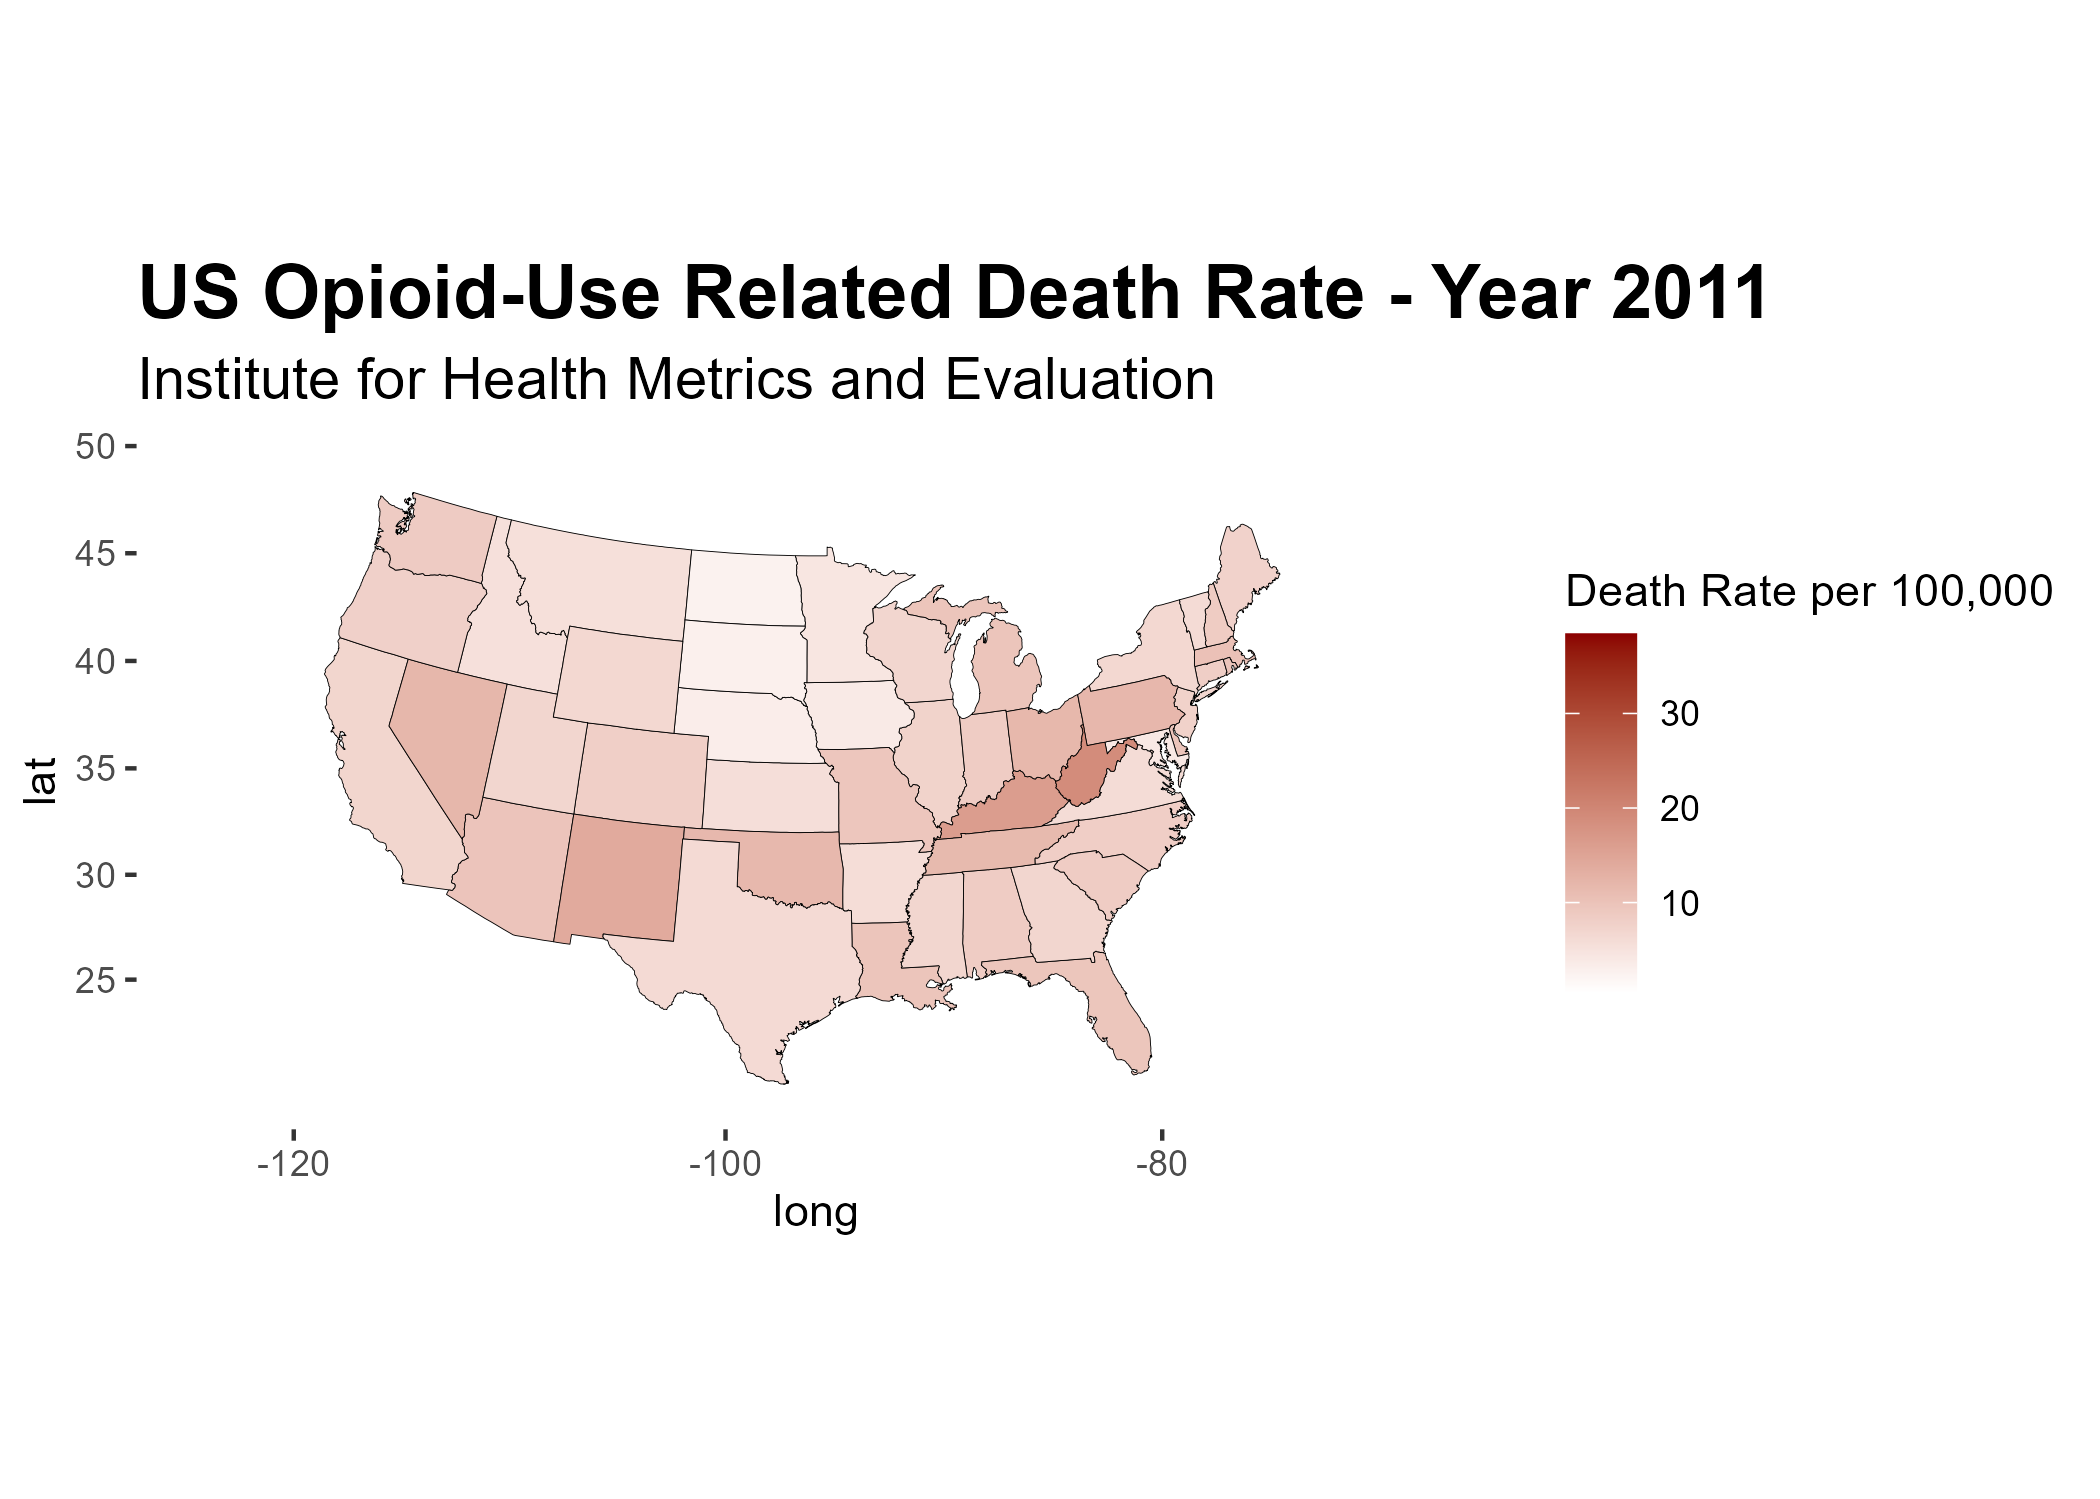 US Opioid-Use Related Death Rate - Year 2011
Institute for Health Metrics and Evaluation
50
45
40
35
30
25
lat
-120
-100
-80
long
Death Rate per 100,000
30
20
10